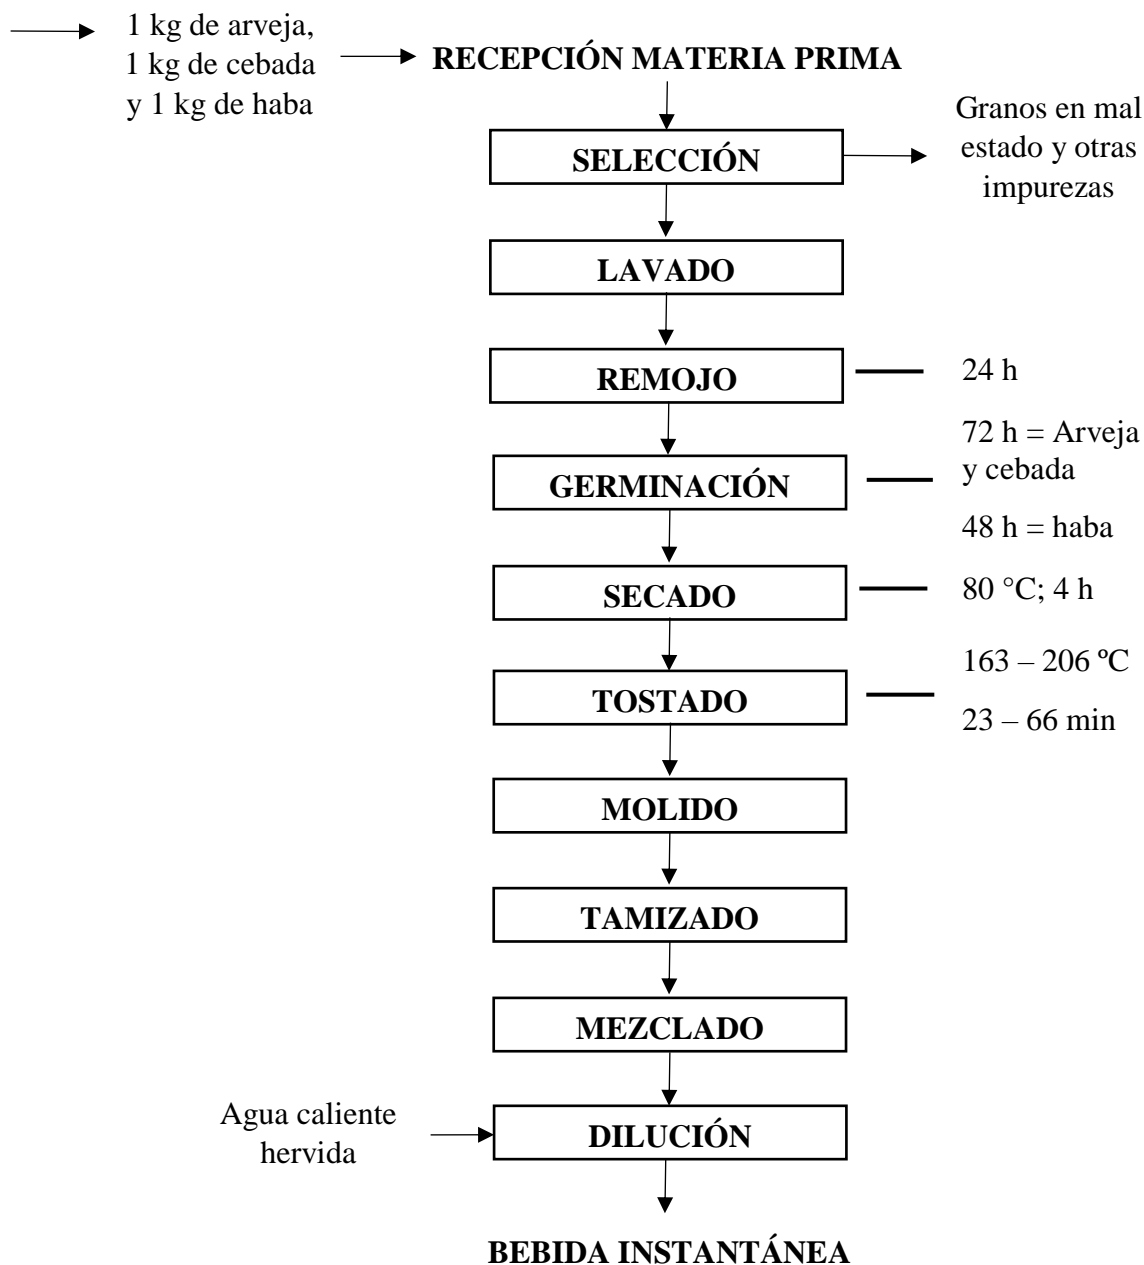 1 kg de arveja,
1 kg de cebada
y 1 kg de haba
RECEPCIÓN MATERIA PRIMA
SELECCIÓN
Granos en mal
estado y otras
impurezas
LAVADO
REMOJO
24 h
GERMINACIÓN
72 h = Arveja
y cebada
48 h = haba
SECADO
80 °C; 4 h
TOSTADO
163 – 206 ºC
23 – 66 min
MOLIDO
TAMIZADO
MEZCLADO
Agua caliente
hervida
DILUCIÓN
BEBIDA INSTANTÁNEA